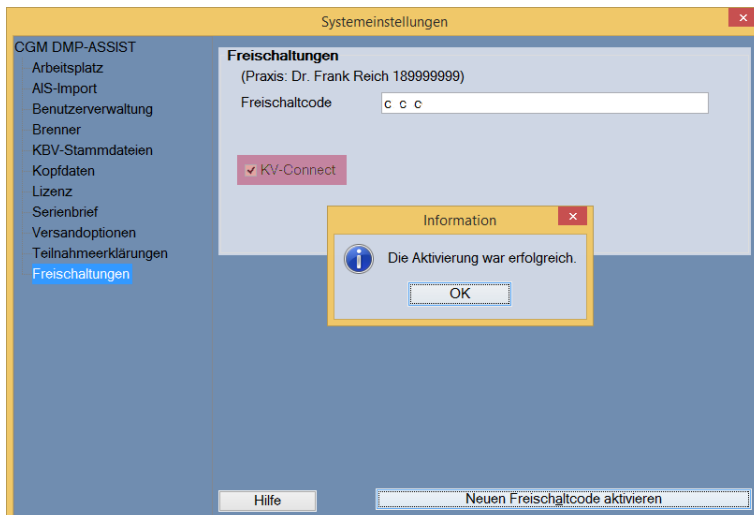 Systemeinstellungen
CGM DMP-ASSIST
Arbeitsplatz
AIS-Import
Benutzerverwaltung
Brenner
KBV-Stammdateien
Kopfdaten
Lizenz
Serienbrief
Versandoptionen
Teilnahmeerklärungen
Freischaltungen
Freischaltungen
(Praxis: Dr. Frank Reich 189999999)
Freischaltcode
c c c
KV-Connect
Information
Die Aktivierung war erfolgreich.
OK
Hilfe
Neuen Freischaltcode aktivieren